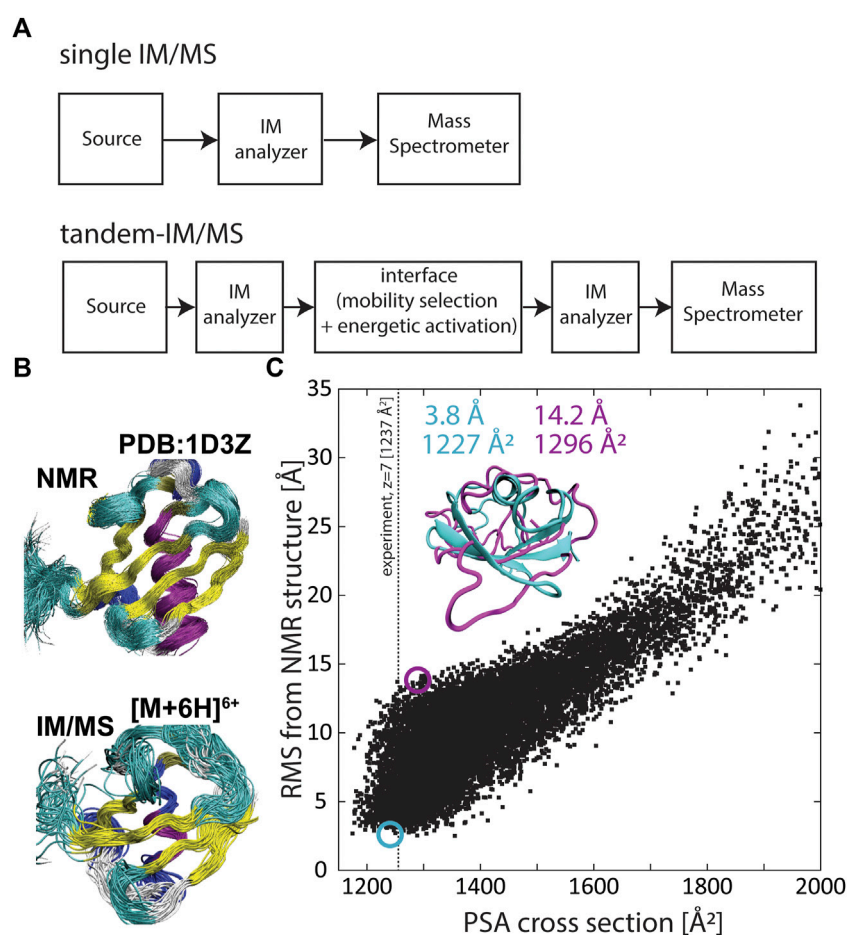 A
single IM/MS
Source
IM
analyzer
Mass
Spectrometer
tandem-IM/MS
Source
IM
analyzer
interface
(mobility selection
+ energetic activation)
IM
analyzer
Mass
Spectrometer
B
PDB:1D3Z
NMR
[M+6H]⁶⁺
IM/MS
C
RMS from NMR structure [Å]
35
30
25
20
15
10
5
0
experiment, z=7 [1237 Å²]
3.8 Å
1227 Å²
14.2 Å
1296 Å²
1200
1400
1600
1800
2000
PSA cross section [Å²]